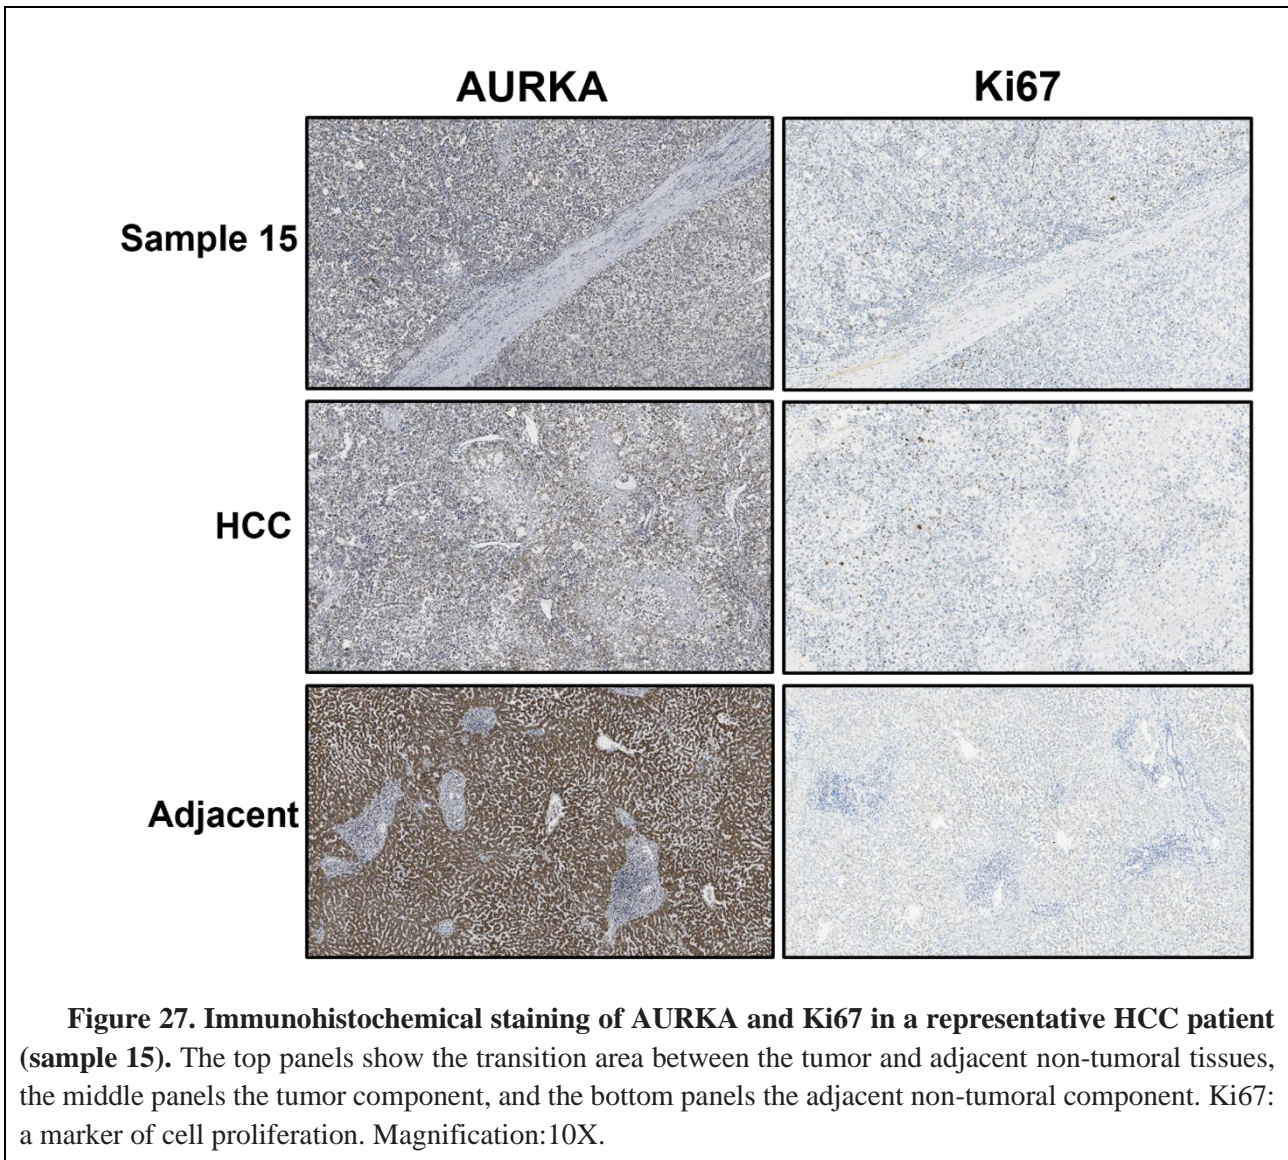 AURKA Ki67
Sample 15
HCC
Adjacent
Figure 27. Immunohistochemical staining of AURKA and Ki67 in a representative HCC patient
(sample 15). The top panels show the transition area between the tumor and adjacent non-tumoral tissues,
the middle panels the tumor component, and the bottom panels the adjacent non-tumoral component. Ki67:
a marker of cell proliferation. Magnification:10X.